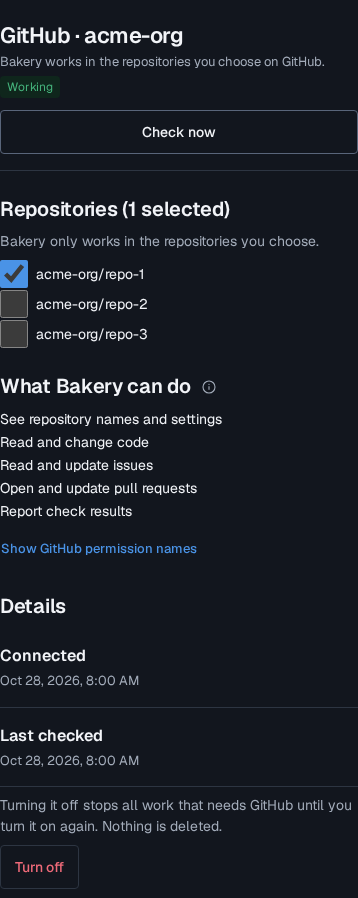 GitHub · acme-org
Bakery works in the repositories you choose on GitHub.
Working
Check now
Repositories (1 selected)
Bakery only works in the repositories you choose.
acme-org/repo-1
acme-org/repo-2
acme-org/repo-3
What Bakery can do
See repository names and settings
Read and change code
Read and update issues
Open and update pull requests
Report check results
Show GitHub permission names
Details
Connected
Oct 28, 2026, 8:00 AM
Last checked
Oct 28, 2026, 8:00 AM
Turning it off stops all work that needs GitHub until you
turn it on again. Nothing is deleted.
Turn off